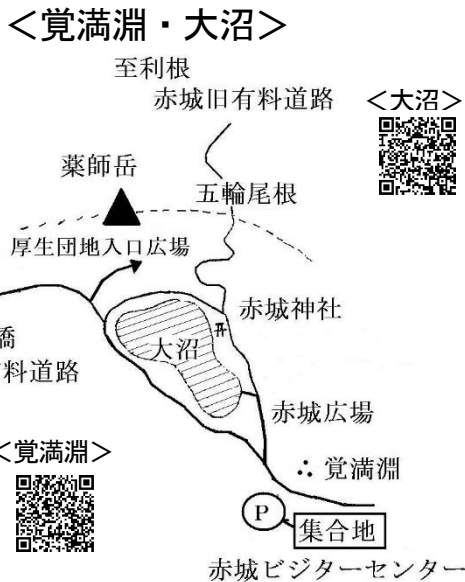 ＜覚満淵・大沼＞
至利根
赤城旧有料道路
＜大沼＞
薬師岳
五輪尾根
厚生団地入口広場
赤城神社
大沼
橋
料道路
赤城広場
＜覚満淵＞
∴ 覚満淵
P
集合地
赤城ビジターセンター